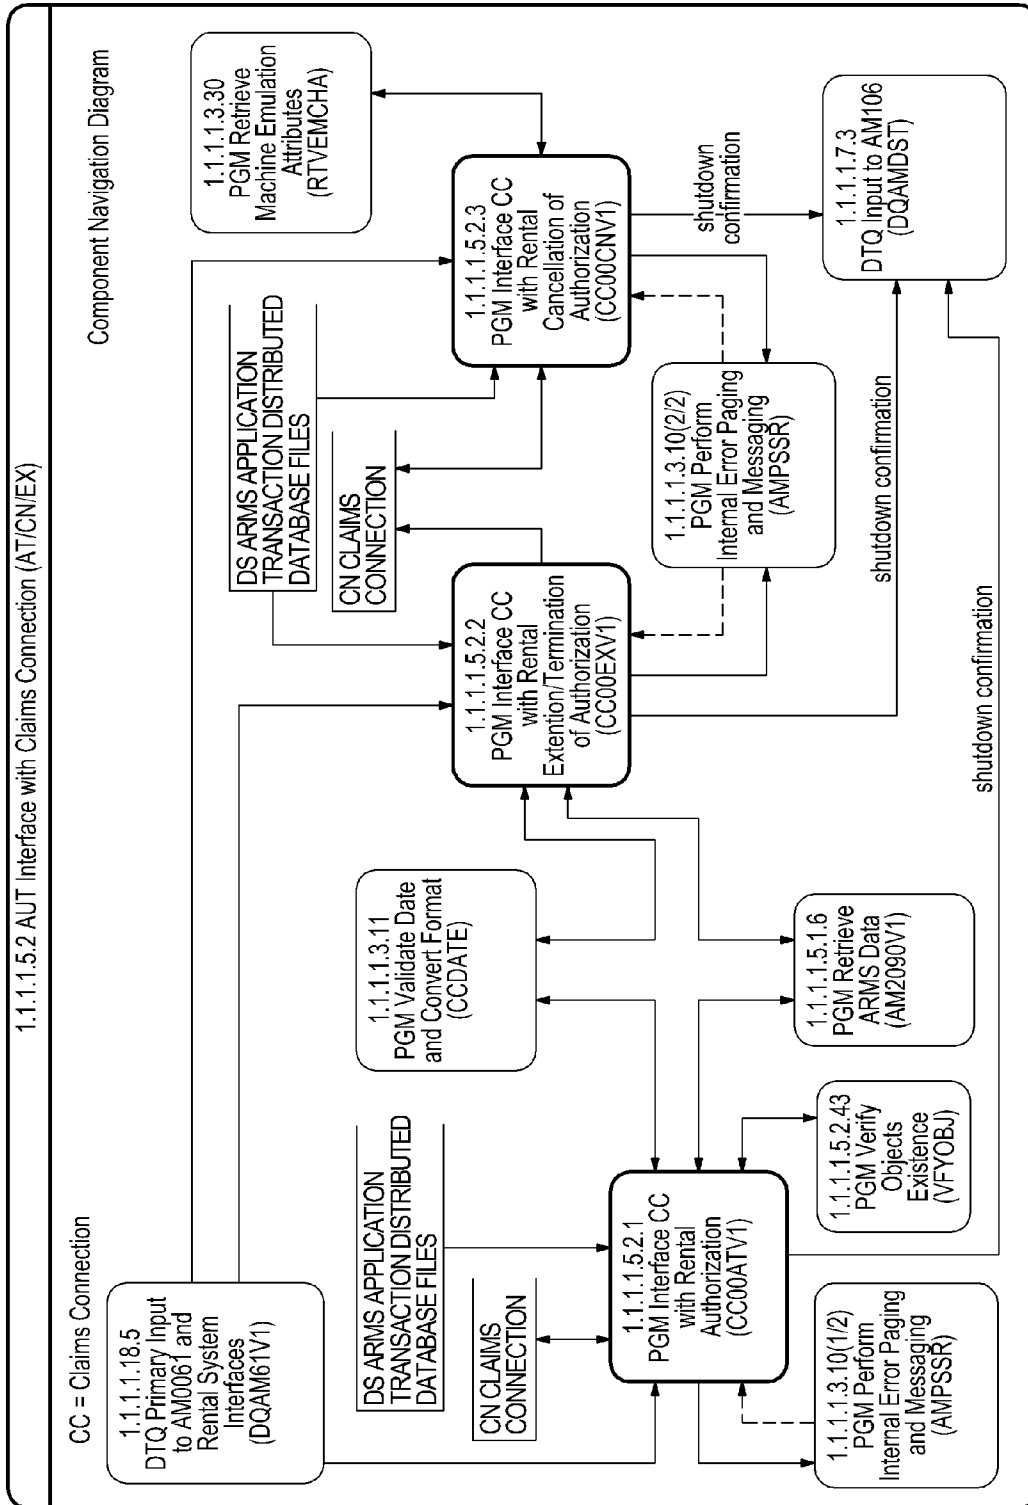 1.1.1.1.5.2 AUT Interface with Claims Connection (AT/CN/EX)
CC = Claims Connection
Component Navigation Diagram
1.1.1.1.18.5
DTQ Primary Input
to AM0061 and
Rental System
Interfaces
(DQAM61V1)
DS ARMS APPLICATION
TRANSACTION DISTRIBUTED
DATABASE FILES
CN CLAIMS
CONNECTION
1.1.1.1.5.2.1
PGM Interface CC
with Rental
Authorization
(CC00ATV1)
1.1.1.1.3.10(1/2)
PGM Perform
Internal Error Paging
and Messaging
(AMPSSR)
1.1.1.1.5.2.43
PGM Verify
Objects
Existence
(VFYOBJ)
1.1.1.1.3.11
PGM Validate Date
and Convert Format
(CCDATE)
1.1.1.1.5.1.6
PGM Retrieve
ARMS Data
(AM2090V1)
DS ARMS APPLICATION
TRANSACTION DISTRIBUTED
DATABASE FILES
CN CLAIMS
CONNECTION
1.1.1.1.5.2.2
PGM Interface CC
with Rental
Extention/Termination
of Authorization
(CC00EXV1)
1.1.1.1.3.10(2/2)
PGM Perform
Internal Error Paging
and Messaging
(AMPSSR)
1.1.1.1.3.30
PGM Retrieve
Machine Emulation
Attributes
(RTVEMCHA)
1.1.1.1.5.2.3
PGM Interface CC
with Rental
Cancellation of
Authorization
(CC00CNV1)
shutdown
confirmation
1.1.1.1.7.3
DTQ Input to AM106
(DQAMDST)
shutdown confirmation
shutdown confirmation